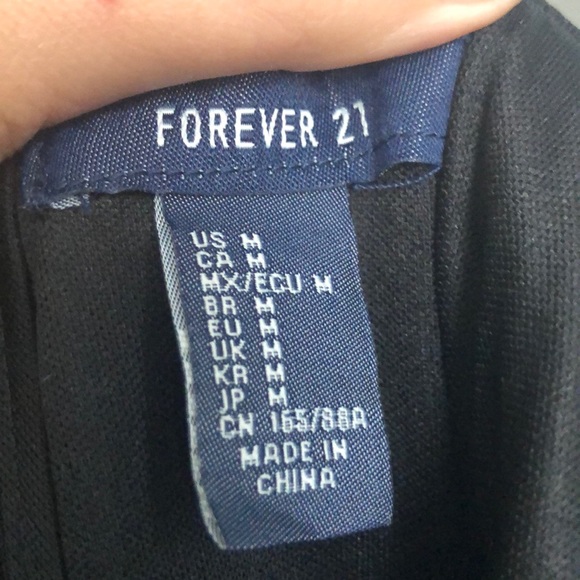 FOREVER 21
US M
CA M
MX/ECU M
BR M
EU M
UK M
KR M
JP M
CN 165/88A
MADE IN
CHINA